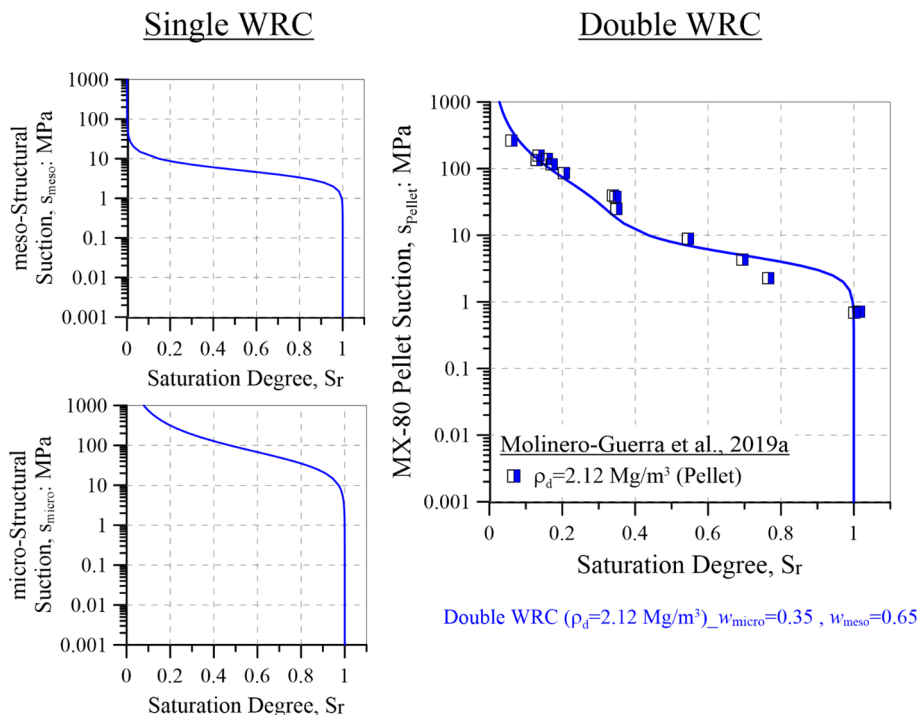 Single WRC
Double WRC
meso-Structural
Suction, s_meso: MPa
1000
100
10
1
0.1
0.01
0.001
0 0.2 0.4 0.6 0.8 1
Saturation Degree, Sr
micro-Structural
Suction, s_micro: MPa
1000
100
10
1
0.1
0.01
0.001
0 0.2 0.4 0.6 0.8 1
Saturation Degree, Sr
MX-80 Pellet Suction, s_Pellet: MPa
1000
100
10
1
0.1
0.01
0.001
Molinero-Guerra et al., 2019a
ρd=2.12 Mg/m³ (Pellet)
0 0.2 0.4 0.6 0.8 1
Saturation Degree, Sr
Double WRC (ρd=2.12 Mg/m³)_wmicro=0.35 , wmeso=0.65